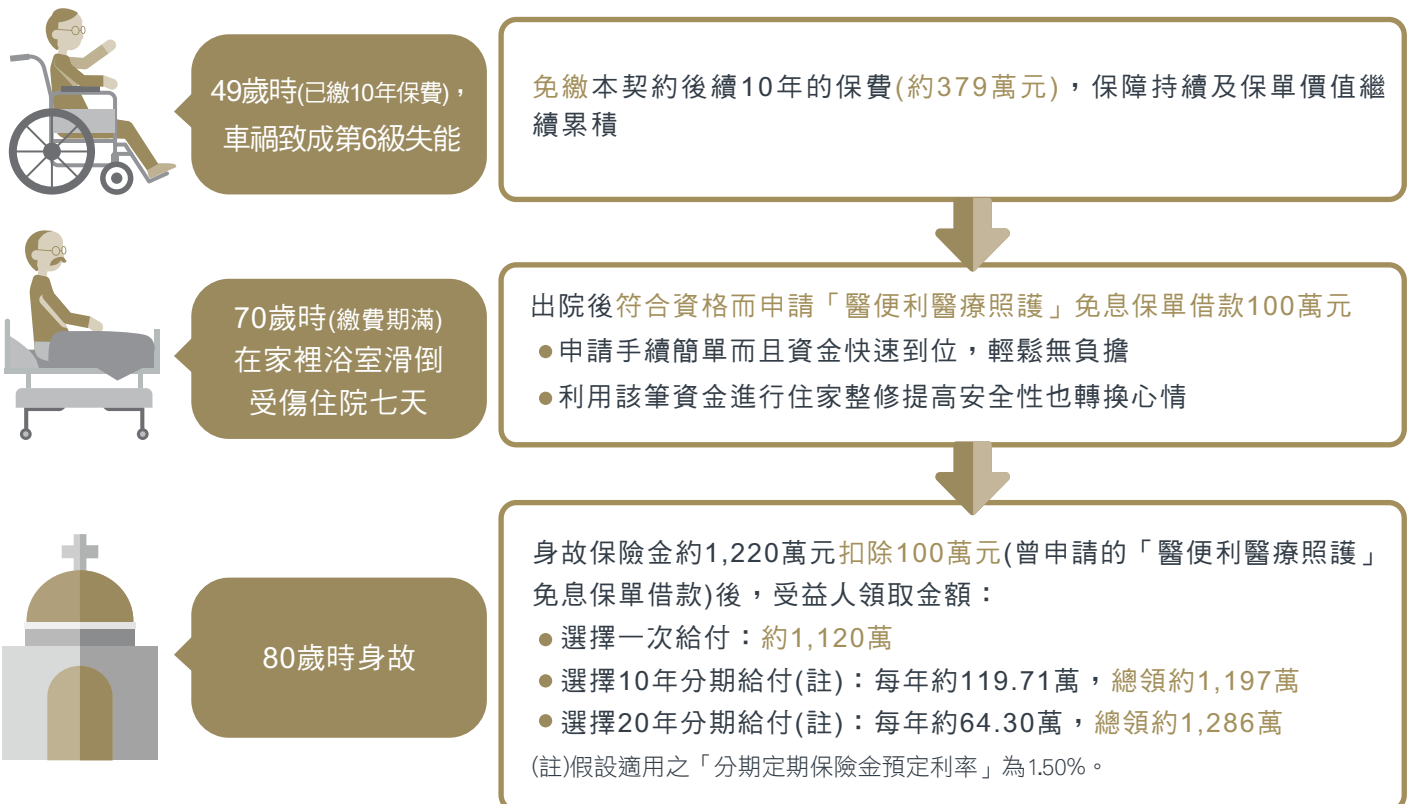 49歲時(已繳10年保費)，
車禍致成第6級失能
免繳本契約後續10年的保費(約379萬元)，保障持續及保單價值繼
續累積
70歲時(繳費期滿)
在家裡浴室滑倒
受傷住院七天
出院後符合資格而申請「醫便利醫療照護」免息保單借款100萬元
●申請手續簡單而且資金快速到位，輕鬆無負擔
●利用該筆資金進行住家整修提高安全性也轉換心情
80歲時身故
身故保險金約1,220萬元扣除100萬元(曾申請的「醫便利醫療照護」
免息保單借款)後，受益人領取金額：
●選擇一次給付：約1,120萬
●選擇10年分期給付(註)：每年約119.71萬，總領約1,197萬
●選擇20年分期給付(註)：每年約64.30萬，總領約1,286萬
(註)假設適用之「分期定期保險金預定利率」為1.50%。